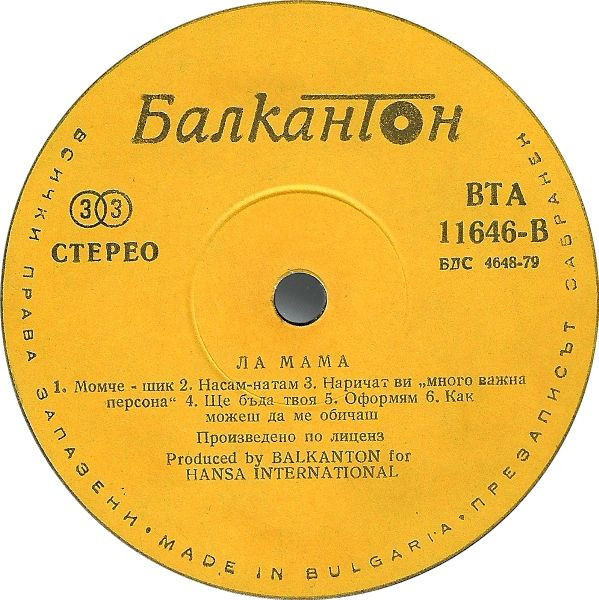 Балкантон
33
СТЕРЕО
ВТА
11646-В
БДС 4648-79
ЛА МАМА
1. Момче - шик 2. Насам-натам 3. Наричат ви „много важна
персона“ 4. Ще бъда твоя 5. Оформям 6. Как
можеш да ме обичаш
Произведено по лиценз
Produced by BALKANTON for
HANSA INTERNATIONAL
ВСИЧКИ ПРАВА ЗАПАЗЕНИ • MADE IN BULGARIA • ПРЕЗАПИСЪТ ЗАБРАНЕН